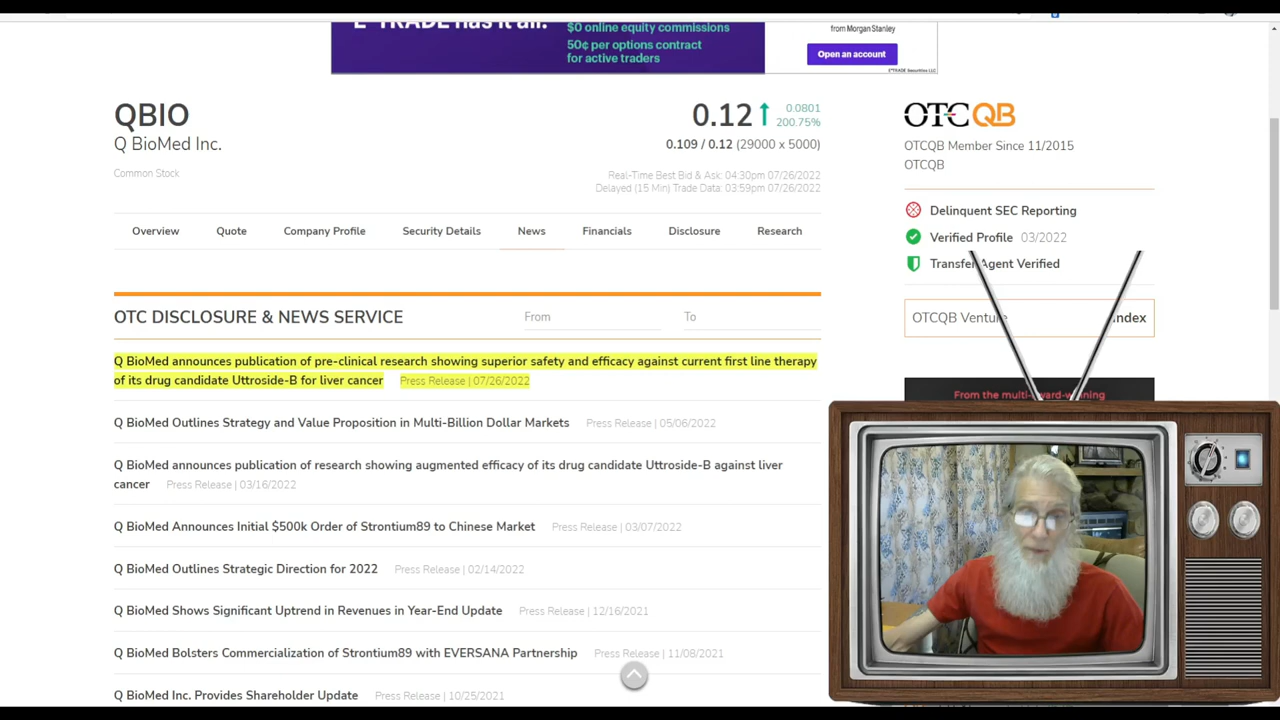 E*TRADE has it all.
$0 online equity commissions
50¢ per options contract
for active traders
from Morgan Stanley
Open an account
E*TRADE Securities LLC
QBIO
Q BioMed Inc.
Common Stock
0.12
0.0801
200.75%
0.109 / 0.12 (29000 x 5000)
Real-Time Best Bid & Ask: 04:30pm 07/26/2022
Delayed (15 Min) Trade Data: 03:59pm 07/26/2022
OTCQB
OTCQB Member Since 11/2015
OTCQB
Delinquent SEC Reporting
Verified Profile 03/2022
Transfer Agent Verified
OTCQB Venture Index
From the multi-award-winning
Overview Quote Company Profile Security Details News Financials Disclosure Research
OTC DISCLOSURE & NEWS SERVICE From To
Q BioMed announces publication of pre-clinical research showing superior safety and efficacy against current first line therapy
of its drug candidate Uttroside-B for liver cancer Press Release | 07/26/2022
Q BioMed Outlines Strategy and Value Proposition in Multi-Billion Dollar Markets Press Release | 05/06/2022
Q BioMed announces publication of research showing augmented efficacy of its drug candidate Uttroside-B against liver
cancer Press Release | 03/16/2022
Q BioMed Announces Initial $500k Order of Strontium89 to Chinese Market Press Release | 03/07/2022
Q BioMed Outlines Strategic Direction for 2022 Press Release | 02/14/2022
Q BioMed Shows Significant Uptrend in Revenues in Year-End Update Press Release | 12/16/2021
Q BioMed Bolsters Commercialization of Strontium89 with EVERSANA Partnership Press Release | 11/08/2021
Q BioMed Inc. Provides Shareholder Update Press Release | 10/25/2021